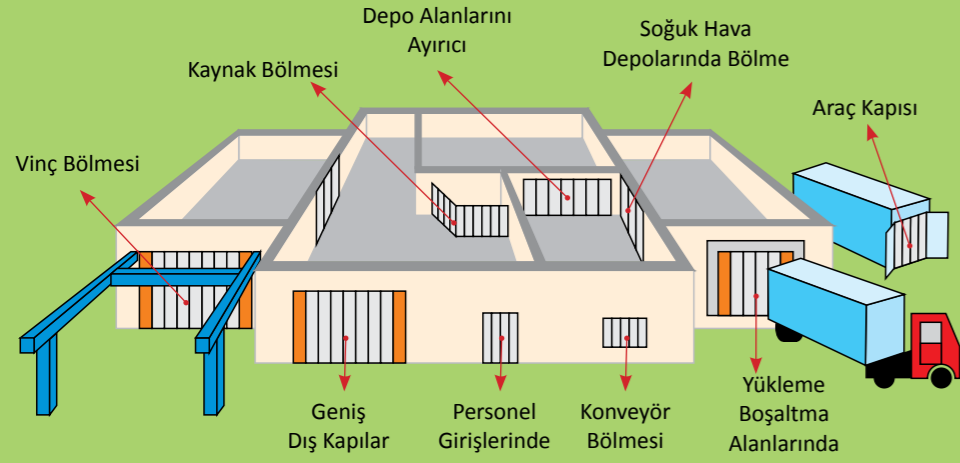 Depo Alanlarını
Ayırıcı
Soğuk Hava
Depolarında Bölme
Kaynak Bölmesi
Araç Kapısı
Vinç Bölmesi
Geniş
Dış Kapılar
Personel
Girişlerinde
Konveyör
Bölmesi
Yükleme
Boşaltma
Alanlarında